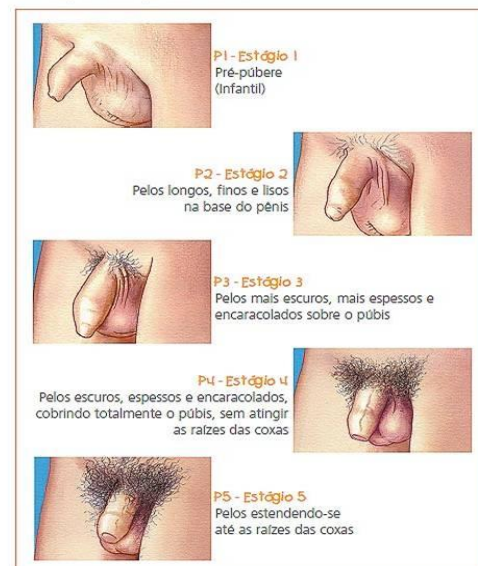 P1 - Estágio 1
Pré-púbere
(Infantil)
P2 - Estágio 2
Pelos longos, finos e lisos
na base do pênis
P3 - Estágio 3
Pelos mais escuros, mais espessos e
encaracolados sobre o púbis
P4 - Estágio 4
Pelos escuros, espessos e encaracolados,
cobrindo totalmente o púbis, sem atingir
as raízes das coxas
P5 - Estágio 5
Pelos estendendo-se
até as raízes das coxas